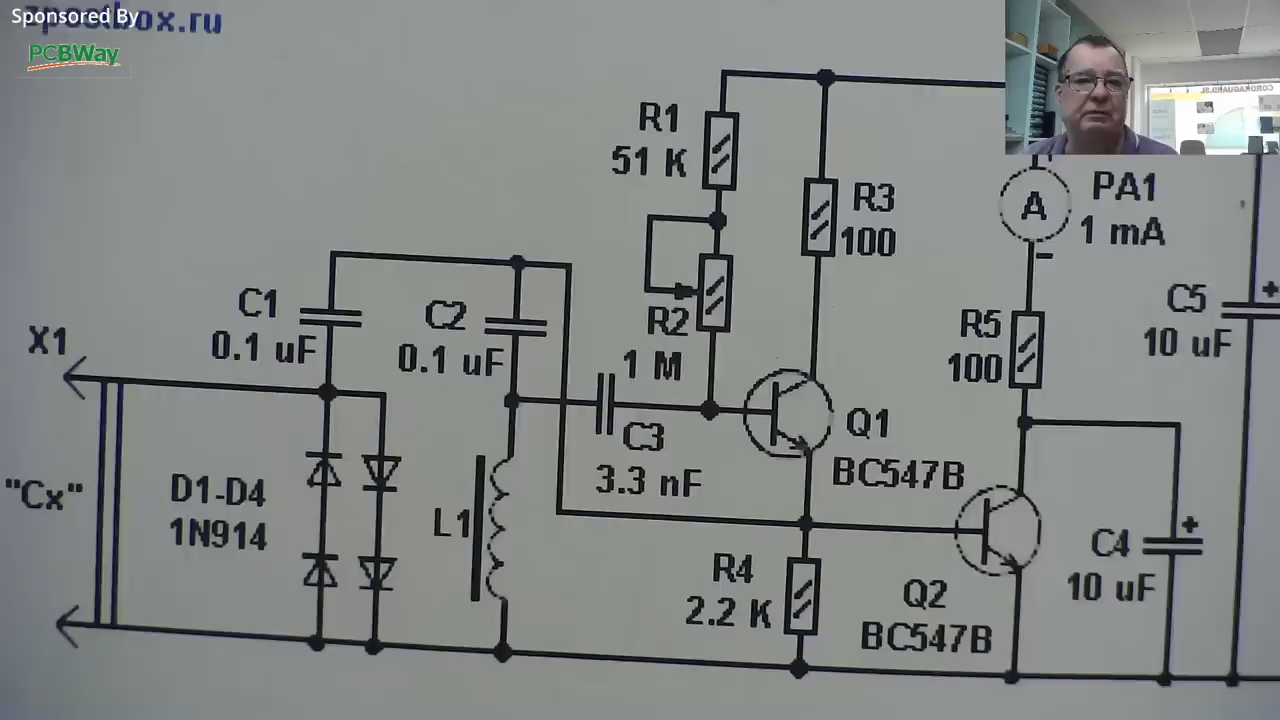 Sponsored By
zpostbox.ru
PCBWay
R1
51 K
R3
100
A
PA1
1 mA
C1
0.1 uF
C2
0.1 uF
R2
1 M
R5
100
C5
+
10 uF
X1
"Cx"
D1-D4
1N914
L1
C3
3.3 nF
Q1
BC547B
R4
2.2 K
Q2
BC547B
C4
+
10 uF